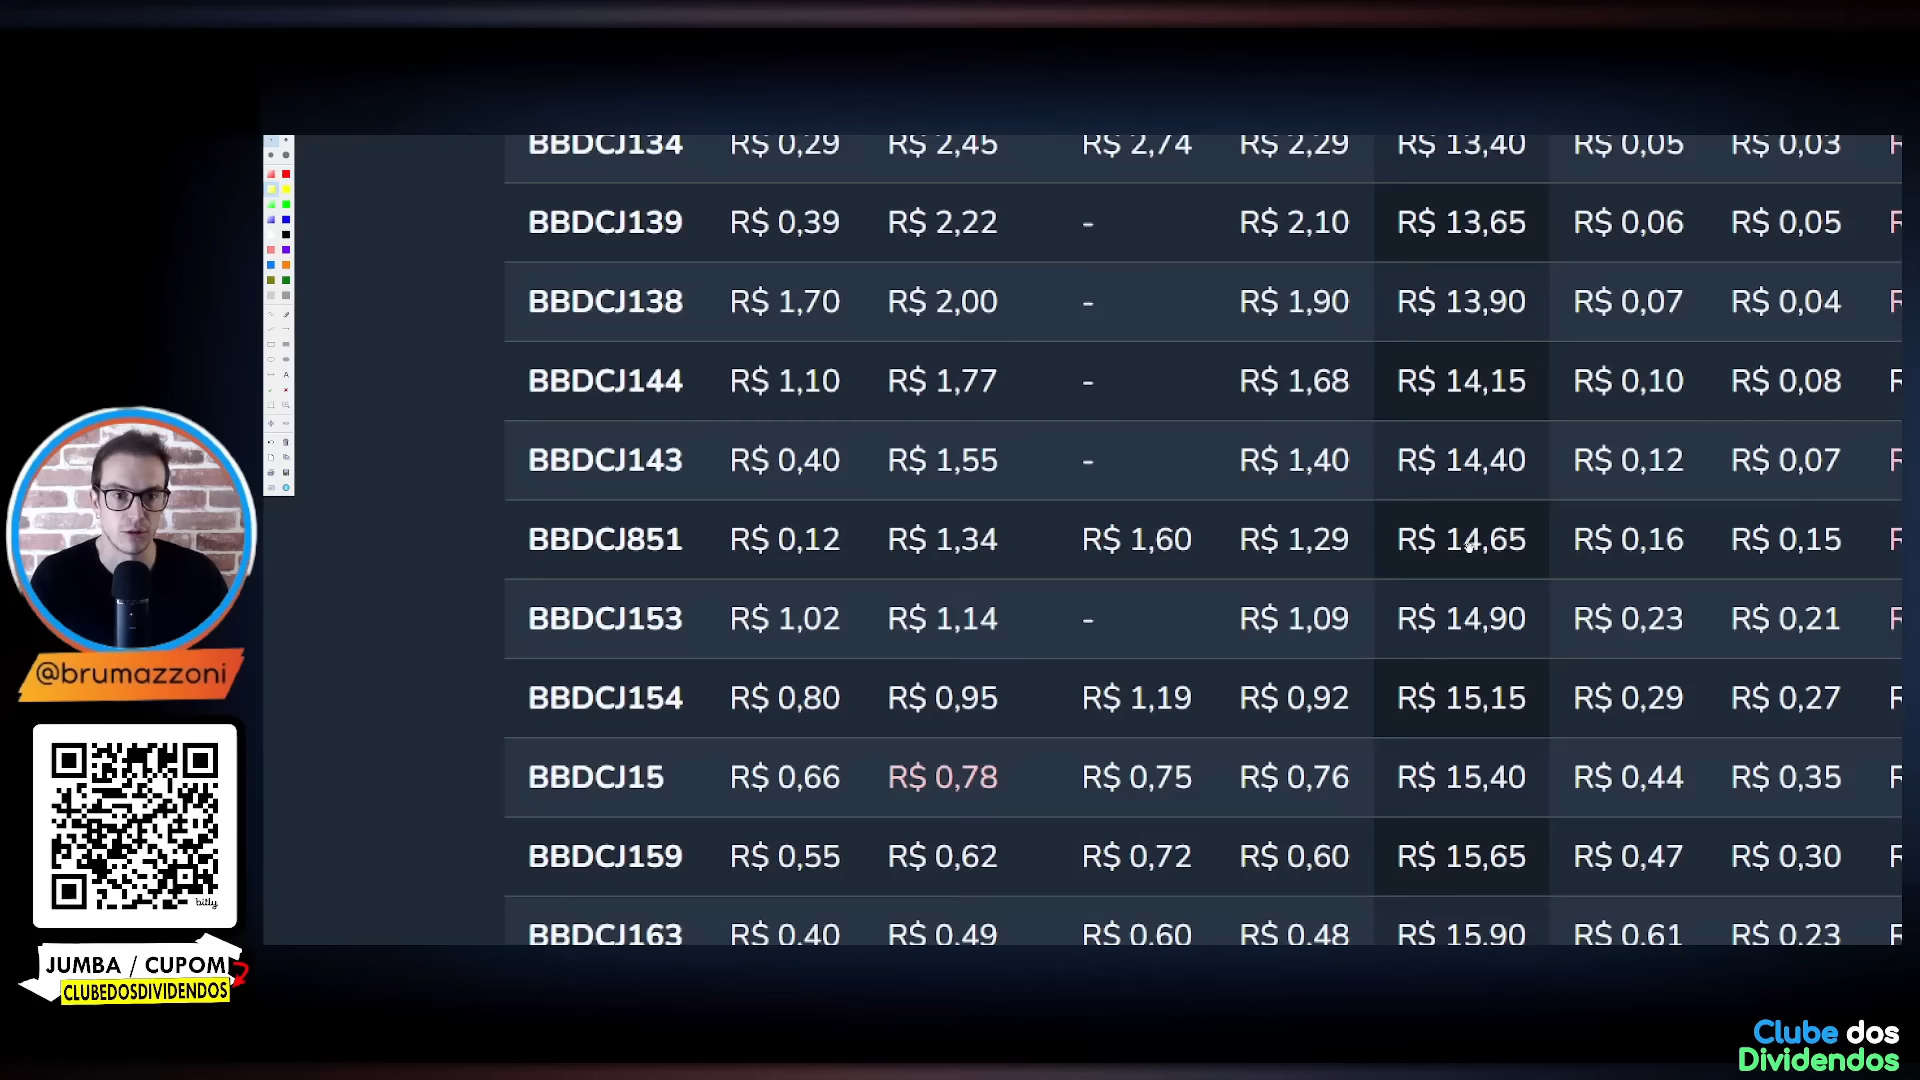 BBDCJ134 R$ 0,29 R$ 2,45 R$ 2,74 R$ 2,29 R$ 13,40 R$ 0,05 R$ 0,03
BBDCJ139 R$ 0,39 R$ 2,22 - R$ 2,10 R$ 13,65 R$ 0,06 R$ 0,05
BBDCJ138 R$ 1,70 R$ 2,00 - R$ 1,90 R$ 13,90 R$ 0,07 R$ 0,04
BBDCJ144 R$ 1,10 R$ 1,77 - R$ 1,68 R$ 14,15 R$ 0,10 R$ 0,08
BBDCJ143 R$ 0,40 R$ 1,55 - R$ 1,40 R$ 14,40 R$ 0,12 R$ 0,07
BBDCJ851 R$ 0,12 R$ 1,34 R$ 1,60 R$ 1,29 R$ 14,65 R$ 0,16 R$ 0,15
BBDCJ153 R$ 1,02 R$ 1,14 - R$ 1,09 R$ 14,90 R$ 0,23 R$ 0,21
BBDCJ154 R$ 0,80 R$ 0,95 R$ 1,19 R$ 0,92 R$ 15,15 R$ 0,29 R$ 0,27
BBDCJ15 R$ 0,66 R$ 0,78 R$ 0,75 R$ 0,76 R$ 15,40 R$ 0,44 R$ 0,35
BBDCJ159 R$ 0,55 R$ 0,62 R$ 0,72 R$ 0,60 R$ 15,65 R$ 0,47 R$ 0,30
BBDCJ163 R$ 0,40 R$ 0,49 R$ 0,60 R$ 0,48 R$ 15,90 R$ 0,61 R$ 0,23
@brumazzoni
bitly
JUMBA / CUPOM
CLUBEDOSDIVIDENDOS
Clube dos
Dividendos